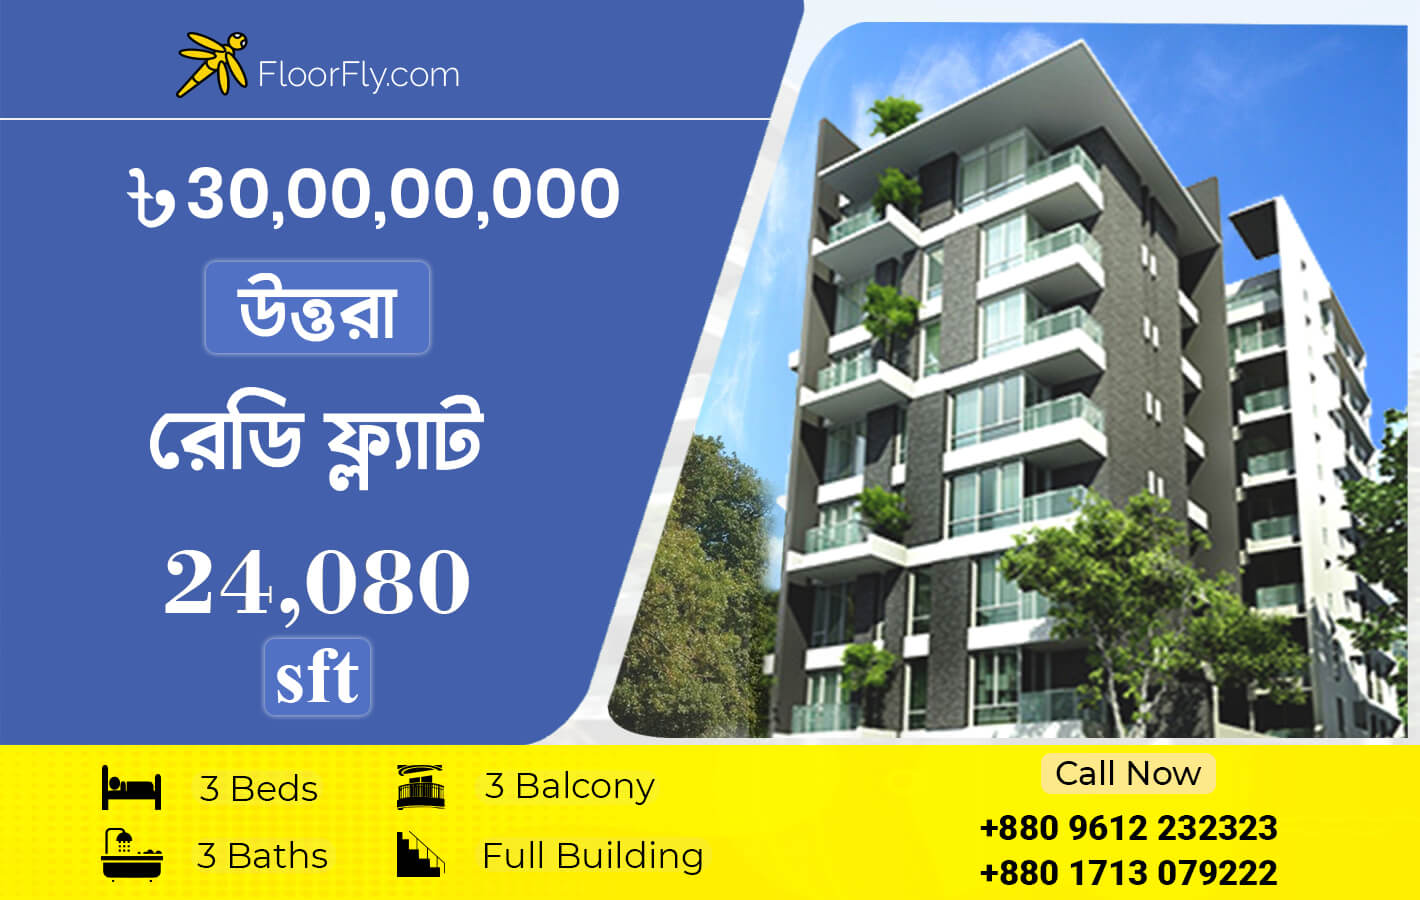 FloorFly.com
৳ 30,00,00,000
উত্তরা
রেডি ফ্ল্যাট
24,080
sft
3 Beds
3 Balcony
3 Baths
Full Building
Call Now
+880 9612 232323
+880 1713 079222